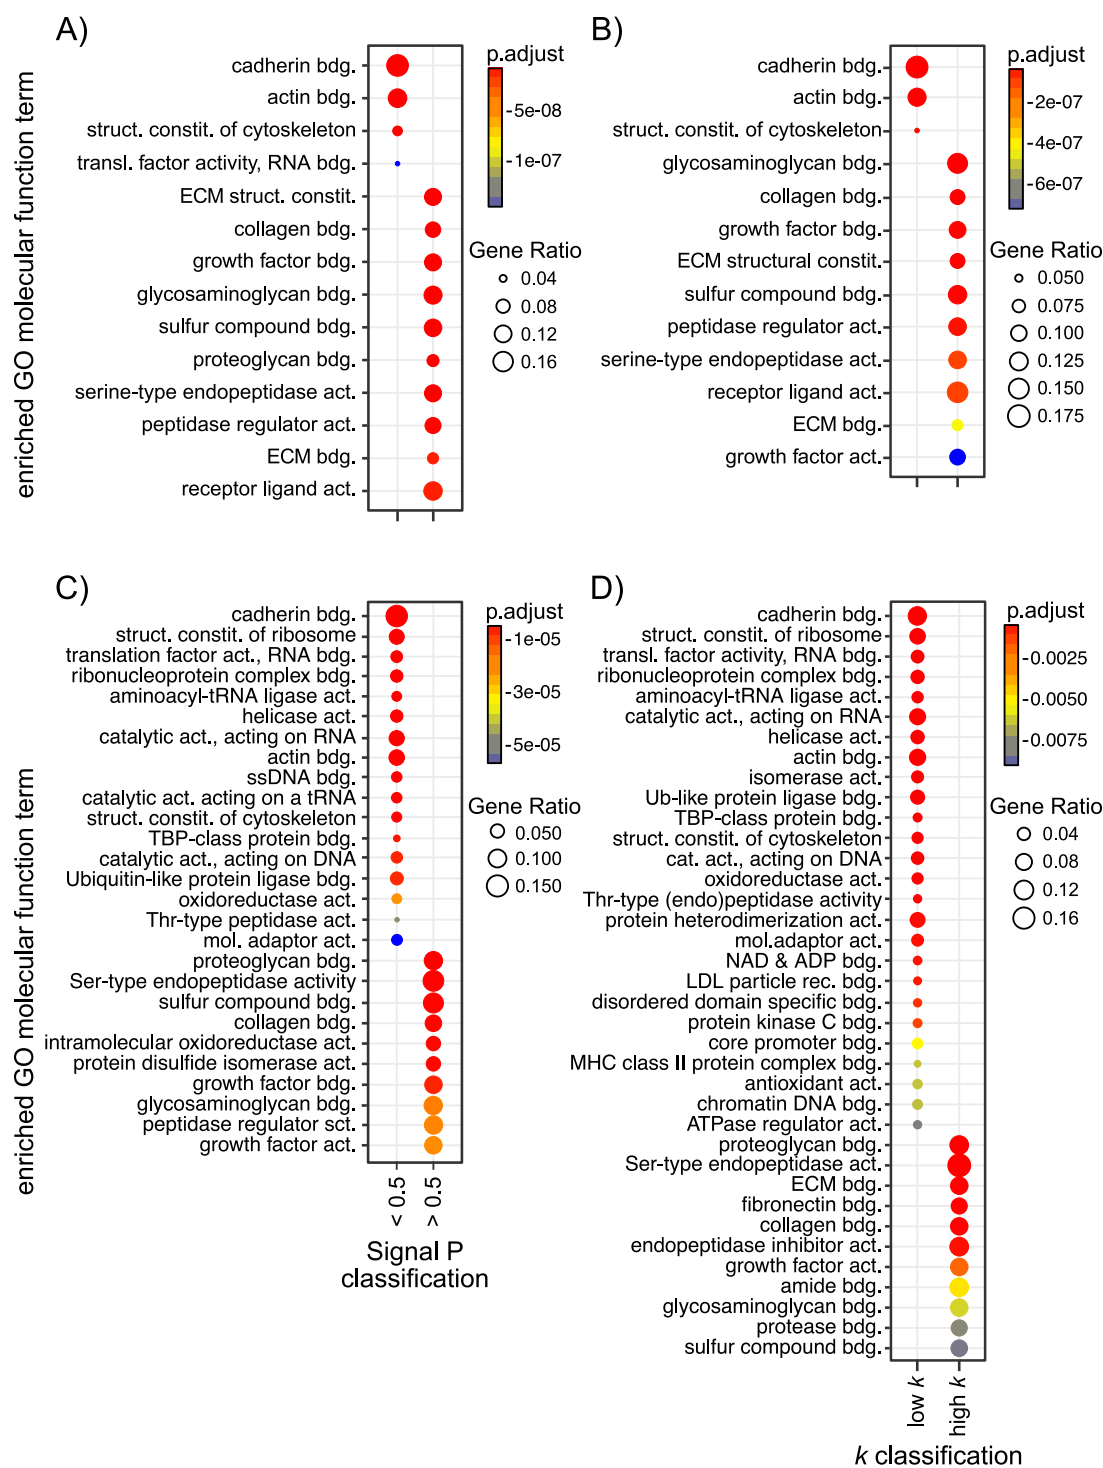 A)
enriched GO molecular function term
cadherin bdg.
actin bdg.
struct. constit. of cytoskeleton
transl. factor activity, RNA bdg.
ECM struct. constit.
collagen bdg.
growth factor bdg.
glycosaminoglycan bdg.
sulfur compound bdg.
proteoglycan bdg.
serine-type endopeptidase act.
peptidase regulator act.
ECM bdg.
receptor ligand act.
p.adjust
-5e-08
-1e-07
Gene Ratio
0.04
0.08
0.12
0.16
B)
cadherin bdg.
actin bdg.
struct. constit. of cytoskeleton
glycosaminoglycan bdg.
collagen bdg.
growth factor bdg.
ECM structural constit.
sulfur compound bdg.
peptidase regulator act.
serine-type endopeptidase act.
receptor ligand act.
ECM bdg.
growth factor act.
p.adjust
-2e-07
-4e-07
-6e-07
Gene Ratio
0.050
0.075
0.100
0.125
0.150
0.175
C)
enriched GO molecular function term
cadherin bdg.
struct. constit. of ribosome
translation factor act., RNA bdg.
ribonucleoprotein complex bdg.
aminoacyl-tRNA ligase act.
helicase act.
catalytic act., acting on RNA
actin bdg.
ssDNA bdg.
catalytic act. acting on a tRNA
struct. constit. of cytoskeleton
TBP-class protein bdg.
catalytic act., acting on DNA
Ubiquitin-like protein ligase bdg.
oxidoreductase act.
Thr-type peptidase act.
mol. adaptor act.
proteoglycan bdg.
Ser-type endopeptidase activity
sulfur compound bdg.
collagen bdg.
intramolecular oxidoreductase act.
protein disulfide isomerase act.
growth factor bdg.
glycosaminoglycan bdg.
peptidase regulator sct.
growth factor act.
< 0.5
> 0.5
Signal P
classification
p.adjust
-1e-05
-3e-05
-5e-05
Gene Ratio
0.050
0.100
0.150
D)
cadherin bdg.
struct. constit. of ribosome
transl. factor activity, RNA bdg.
ribonucleoprotein complex bdg.
aminoacyl-tRNA ligase act.
catalytic act., acting on RNA
helicase act.
actin bdg.
isomerase act.
Ub-like protein ligase bdg.
TBP-class protein bdg.
struct. constit. of cytoskeleton
cat. act., acting on DNA
oxidoreductase act.
Thr-type (endo)peptidase activity
protein heterodimerization act.
mol.adaptor act.
NAD & ADP bdg.
LDL particle rec. bdg.
disordered domain specific bdg.
protein kinase C bdg.
core promoter bdg.
MHC class II protein complex bdg.
antioxidant act.
chromatin DNA bdg.
ATPase regulator act.
proteoglycan bdg.
Ser-type endopeptidase act.
ECM bdg.
fibronectin bdg.
collagen bdg.
endopeptidase inhibitor act.
growth factor act.
amide bdg.
glycosaminoglycan bdg.
protease bdg.
sulfur compound bdg.
low k
high k
k classification
p.adjust
-0.0025
-0.0050
-0.0075
Gene Ratio
0.04
0.08
0.12
0.16